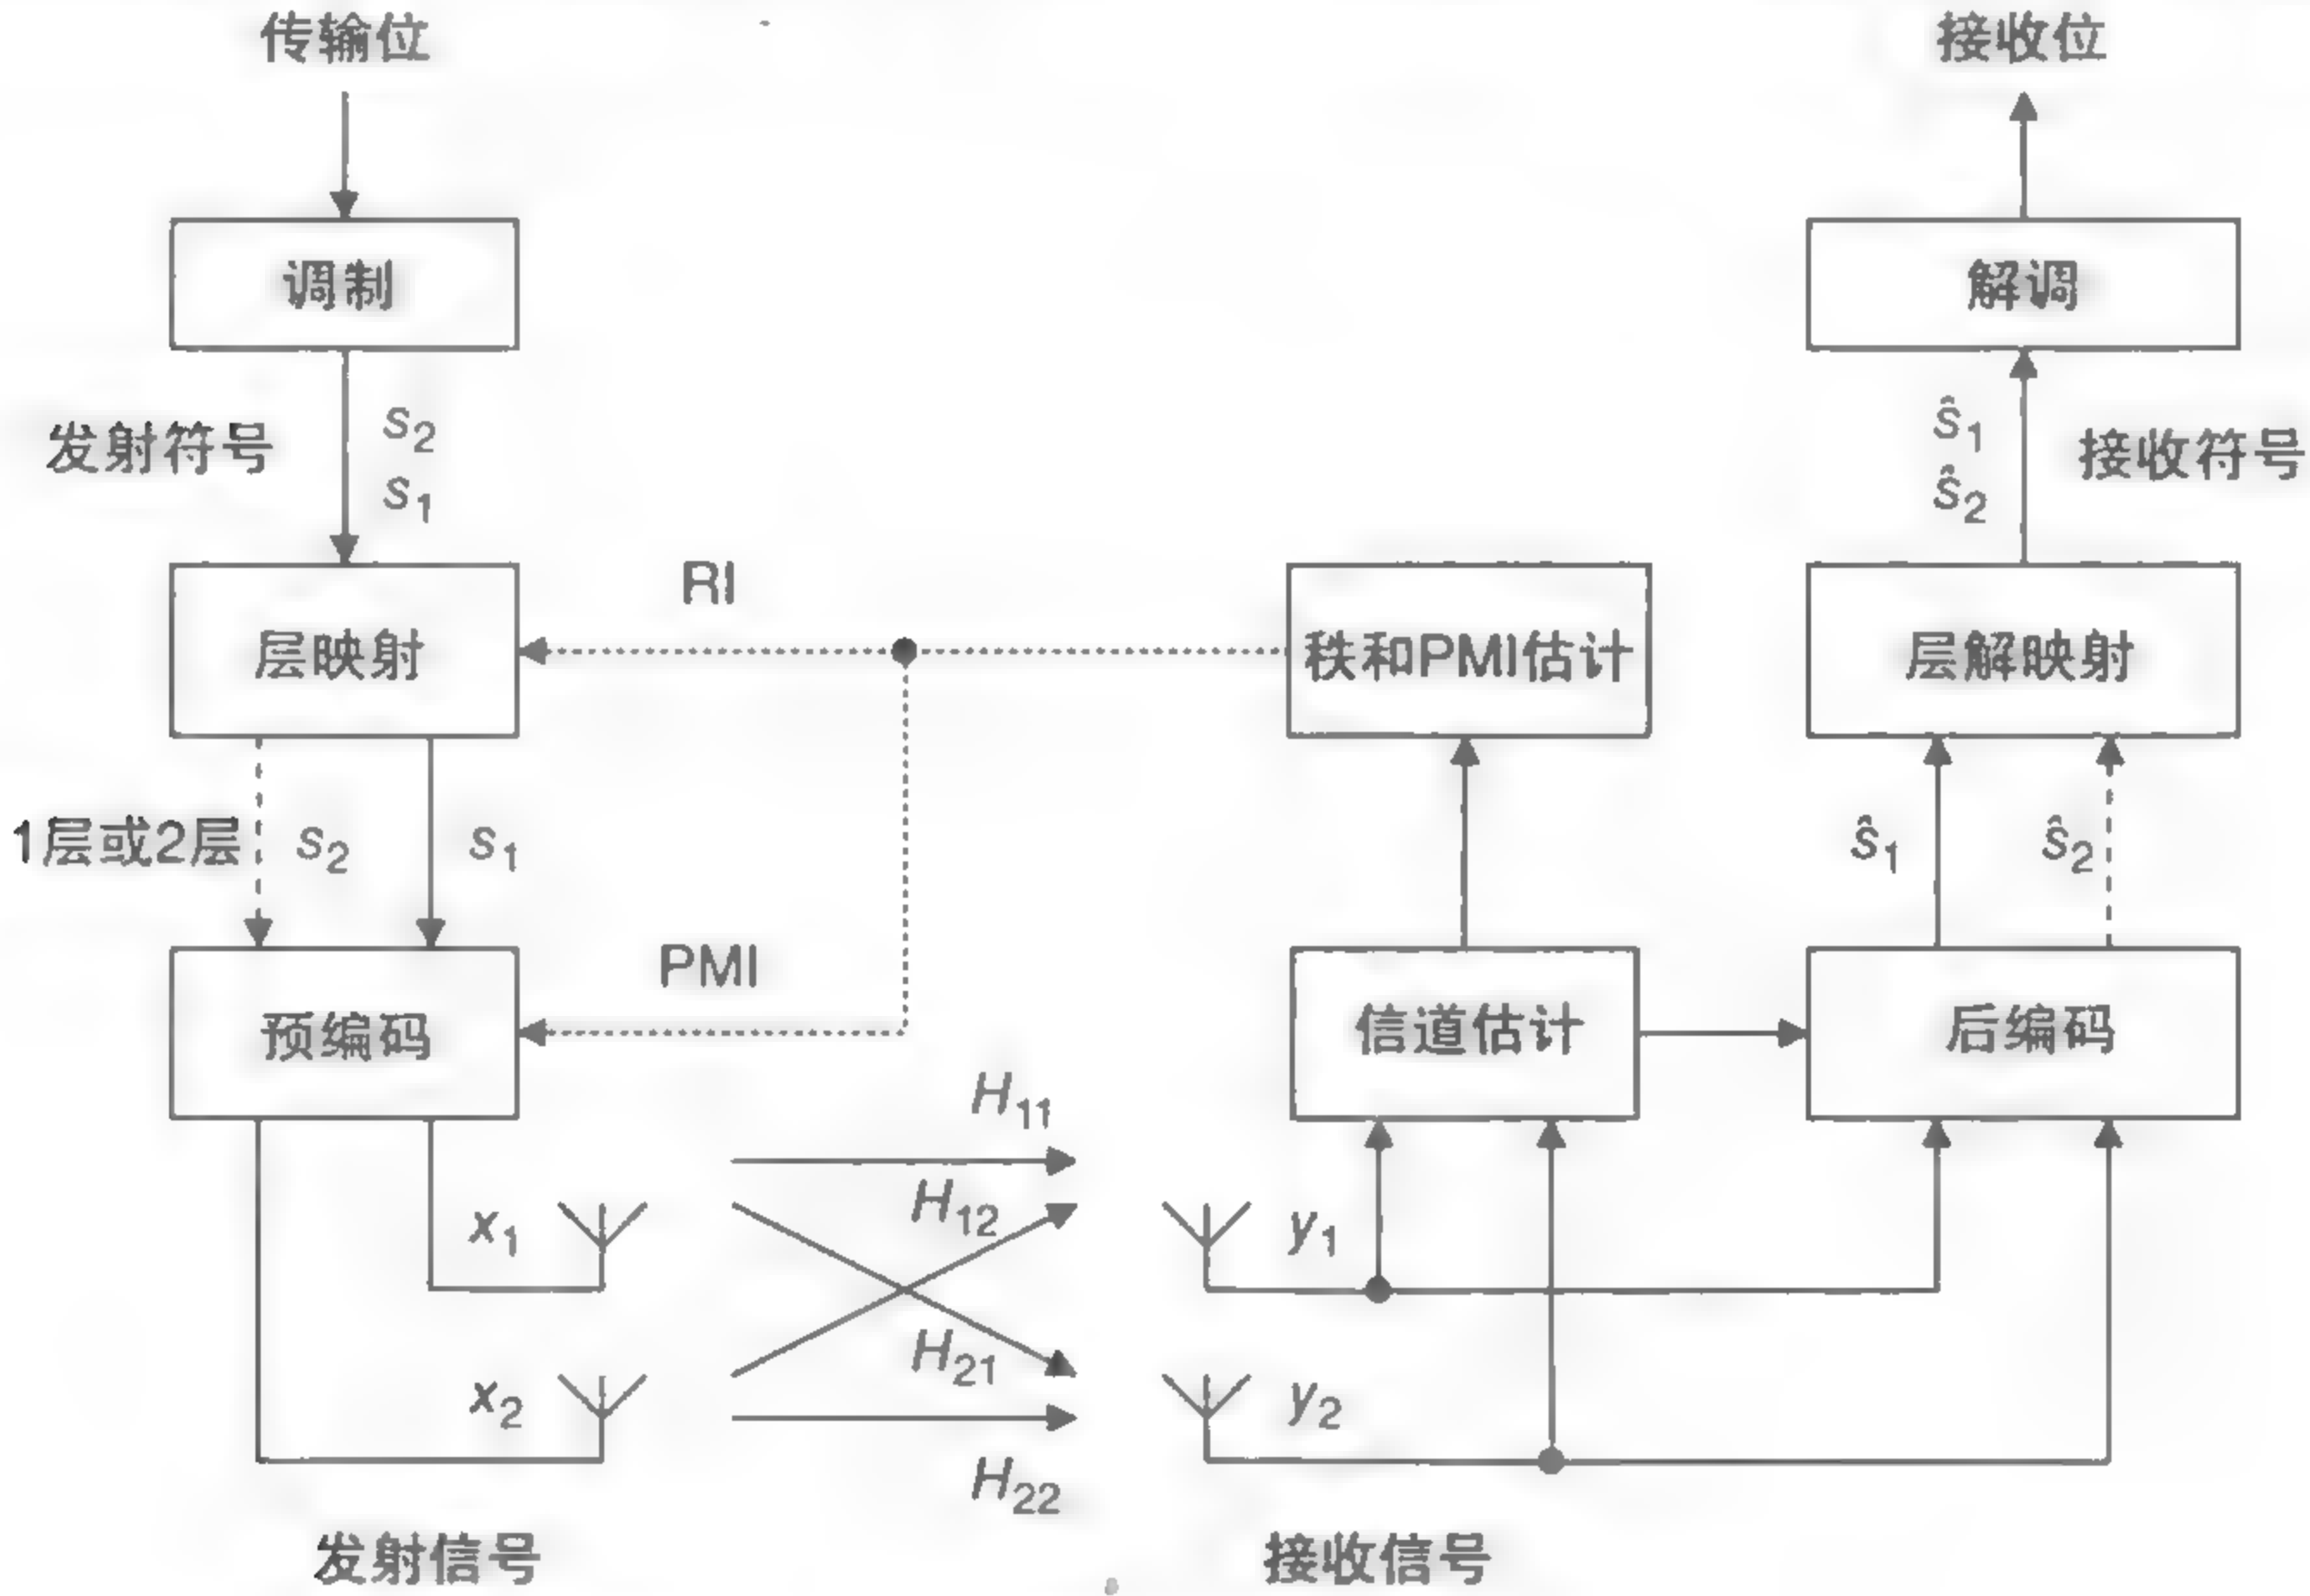 传输位
接收位
调制
解调
发射符号
s2
s1
ŝ1
ŝ2
接收符号
层映射
RI
秩和PMI估计
层解映射
1层或2层
s2
s1
ŝ1
ŝ2
预编码
PMI
信道估计
后编码
H11
H12
x1
y1
H21
x2
y2
H22
发射信号
接收信号